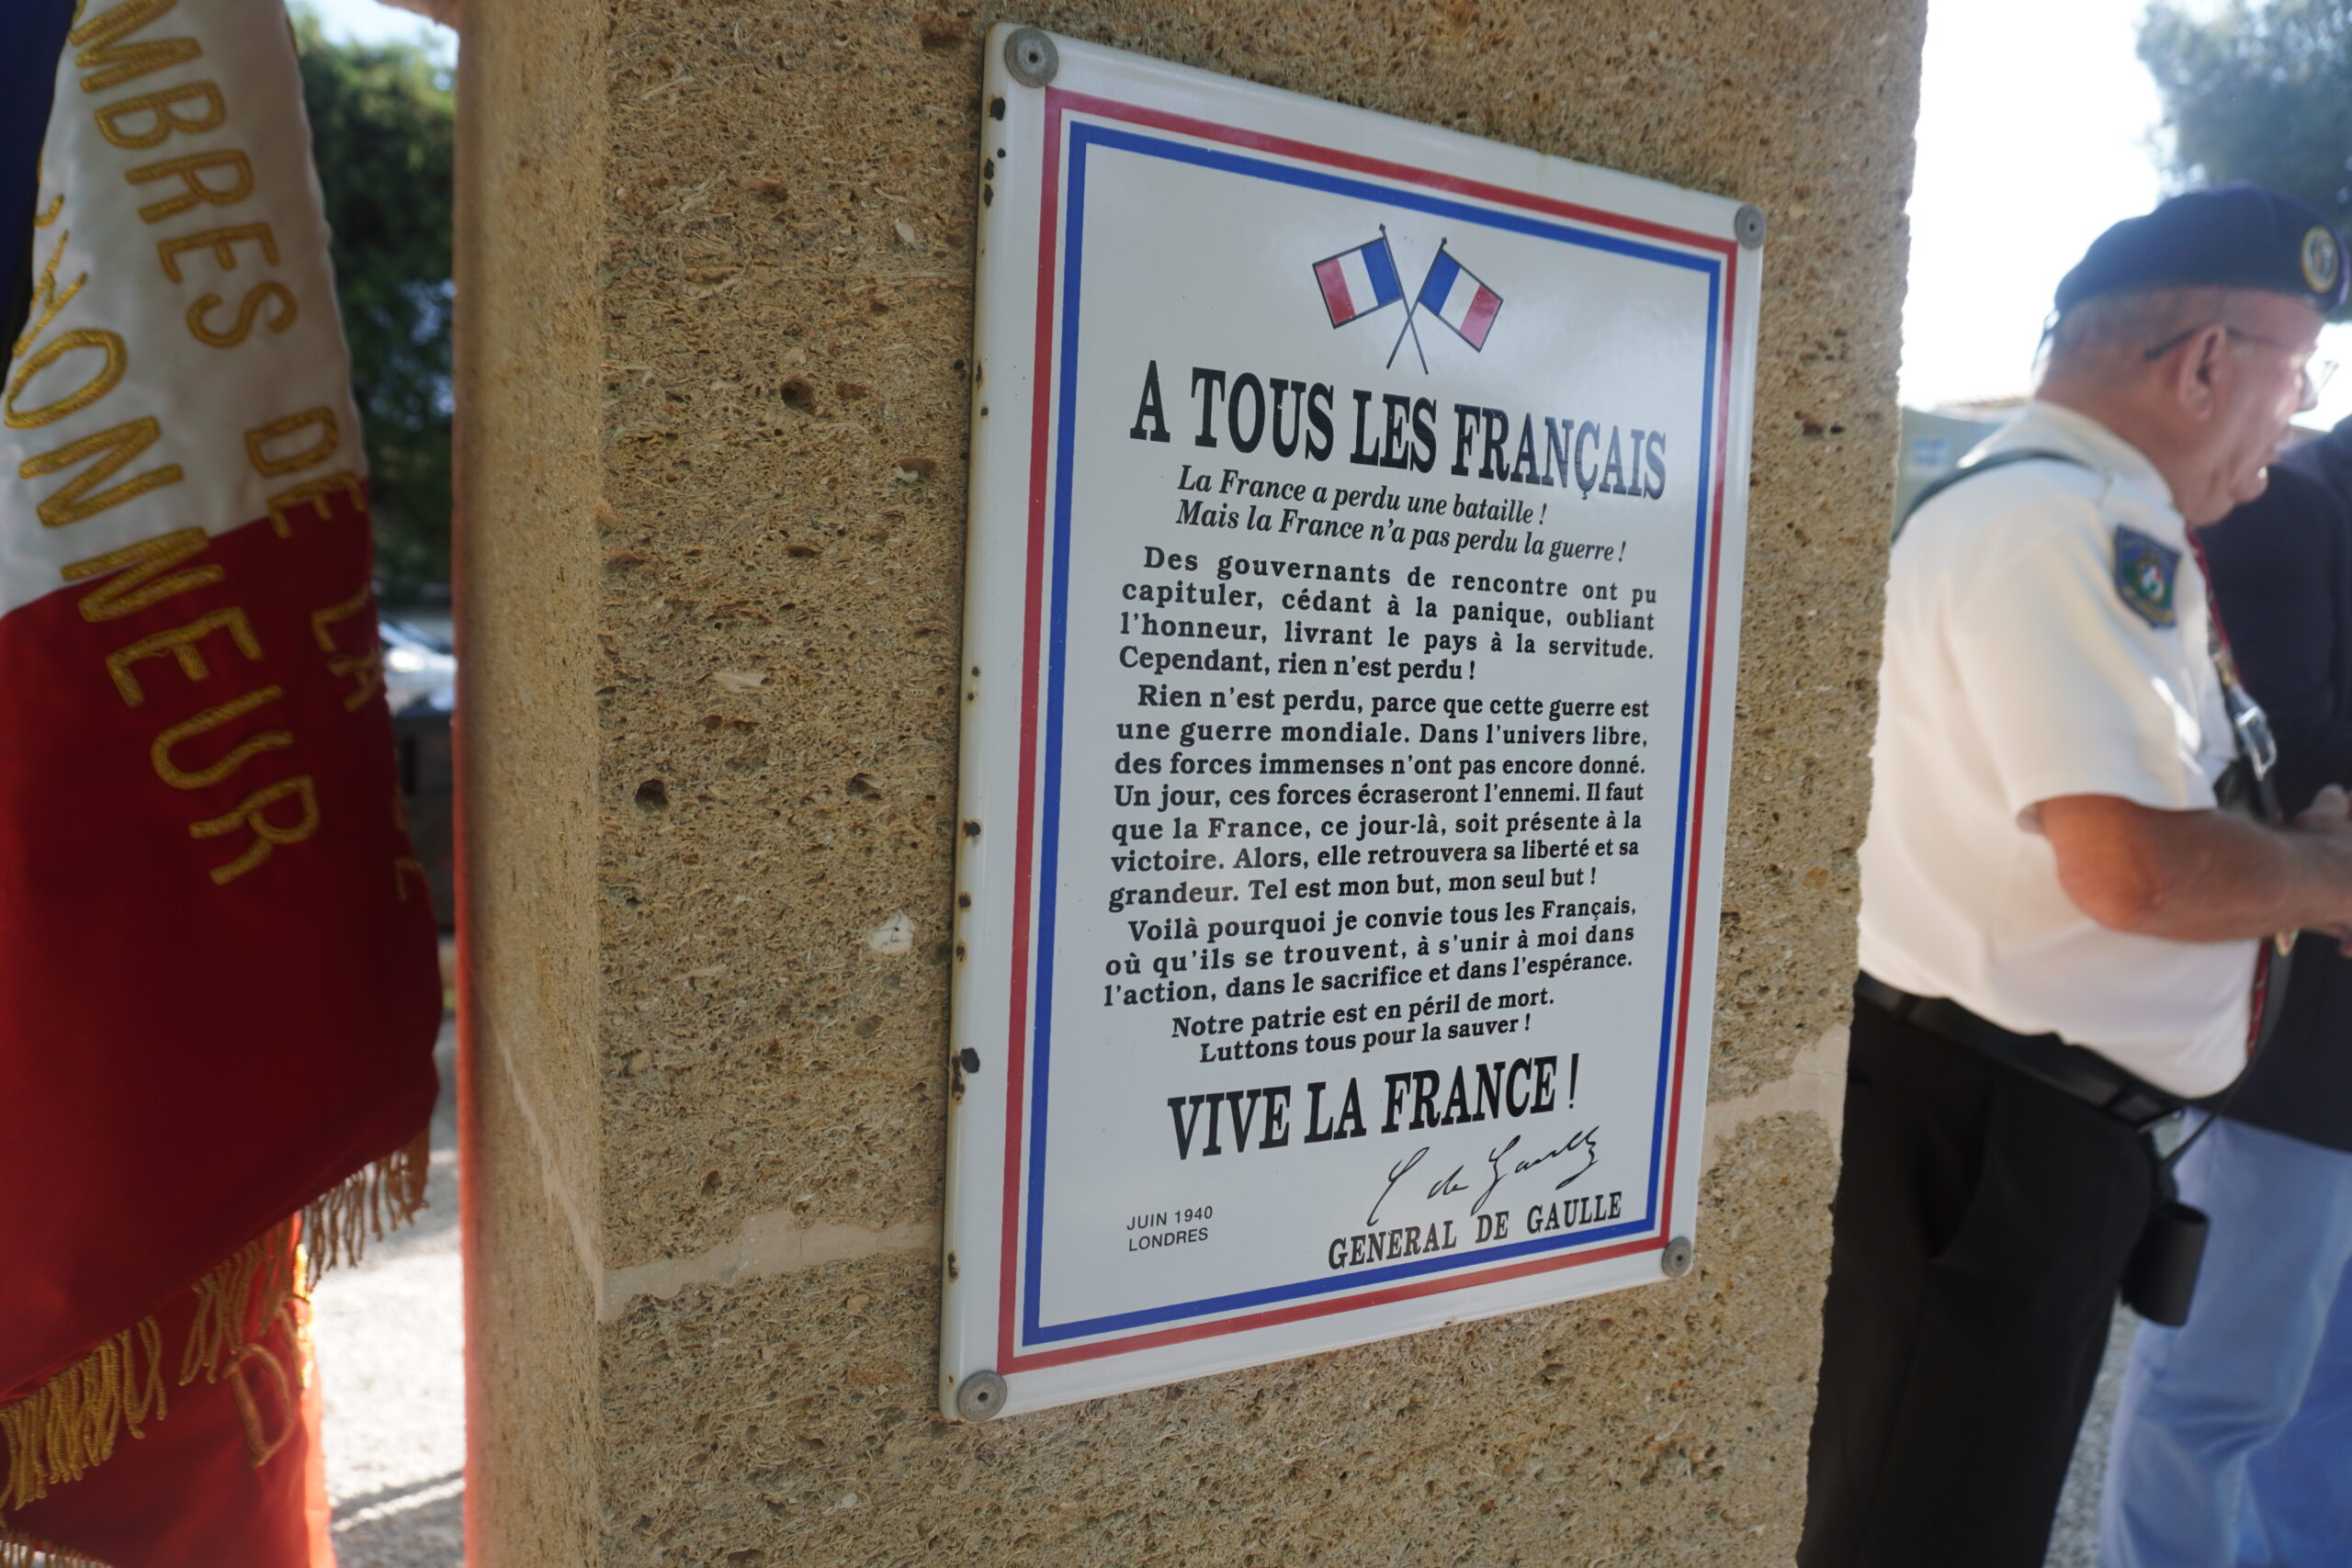 MBRES DE LA
HONNEUR
A TOUS LES FRANÇAIS
La France a perdu une bataille !
Mais la France n'a pas perdu la guerre !
Des gouvernants de rencontre ont pu
capituler, cédant à la panique, oubliant
l'honneur, livrant le pays à la servitude.
Cependant, rien n'est perdu !
Rien n'est perdu, parce que cette guerre est
une guerre mondiale. Dans l'univers libre,
des forces immenses n'ont pas encore donné.
Un jour, ces forces écraseront l'ennemi. Il faut
que la France, ce jour-là, soit présente à la
victoire. Alors, elle retrouvera sa liberté et sa
grandeur. Tel est mon but, mon seul but !
Voilà pourquoi je convie tous les Français,
où qu'ils se trouvent, à s'unir à moi dans
l'action, dans le sacrifice et dans l'espérance.
Notre patrie est en péril de mort.
Luttons tous pour la sauver !
VIVE LA FRANCE !
C de Gaulle
GENERAL DE GAULLE
JUIN 1940
LONDRES